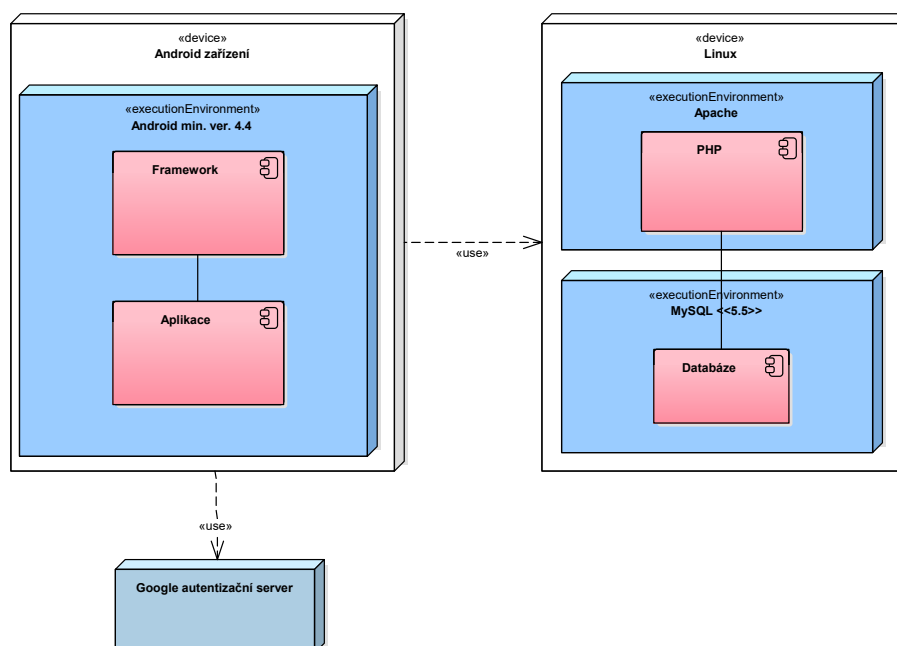 «device»
Android zařízení
«executionEnvironment»
Android min. ver. 4.4
Framework
Aplikace
«use»
«device»
Linux
«executionEnvironment»
Apache
PHP
«executionEnvironment»
MySQL <<5.5>>
Databáze
«use»
Google autentizační server